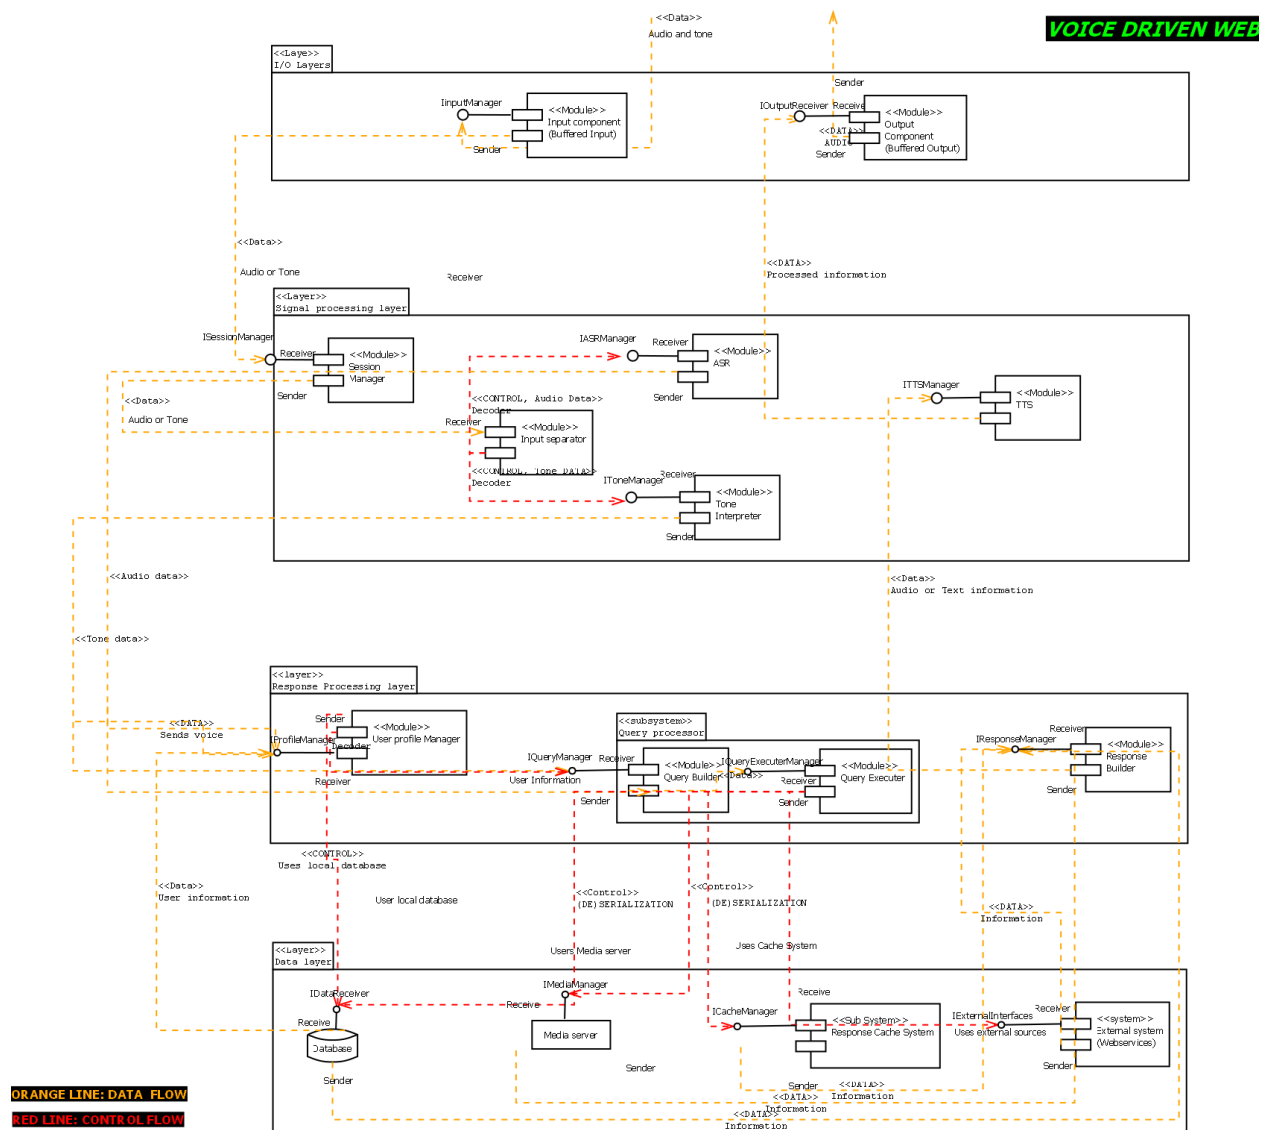 <<Data>>
Audio and tone
VOICE DRIVEN WEB
<<Laye>>
I/O Layers
IinputManager
<<Module>>
Input component
(Buffered Input)
Sender
Sender
IOutputReceiver
Receive
<<Module>>
Output
Component
(Buffered Output)
<<DATA>>
AUDIO
Sender
<<Data>>
Audio or Tone
Receiver
<<DATA>>
Processed information
<<Layer>>
Signal processing layer
ISessionManager
Receiver
<<Module>>
Session
Manager
Sender
<<Data>>
Audio or Tone
IASRManager
Receiver
<<Module>>
ASR
Sender
<<CONTROL, Audio Data>>
Decoder
Receiver
<<Module>>
Input separator
<<CONTROL, Tone DATA>>
Decoder
IToneManager
Receiver
<<Module>>
Tone
Interpreter
Sender
ITTSManager
<<Module>>
TTS
<<Audio data>>
<<Data>>
Audio or Text information
<<Tone data>>
<<layer>>
Response Processing layer
<<DATA>>
Sends voice
IProfileManager
Sender
<<Module>>
User profile Manager
Decoder
Receiver
IQueryManager
User Information
<<subsystem>>
Query processor
Receiver
<<Module>>
Query Builder
Sender
IQueryExecuterManager
<<Data>>
Receiver
<<Module>>
Query Executer
Sender
IResponseManager
Receiver
<<Module>>
Response
Builder
Sender
<<CONTROL>>
Uses local database
<<Data>>
User information
User local database
<<Control>>
(DE)SERIALIZATION
<<Control>>
(DE)SERIALIZATION
<<DATA>>
Information
Users Media server
Uses Cache System
<<Layer>>
Data layer
IDataReceiver
Receive
Database
Sender
IMediaManager
Receive
Media server
Sender
ICacheManager
Receive
<<Sub System>>
Response Cache System
Sender
IExternalInterfaces
Uses external sources
Receiver
<<system>>
External system
(Webservices)
Sender
<<DATA>>
Information
<<DATA>>
Information
<<DATA>>
Information
ORANGE LINE: DATA FLOW
RED LINE: CONTROL FLOW